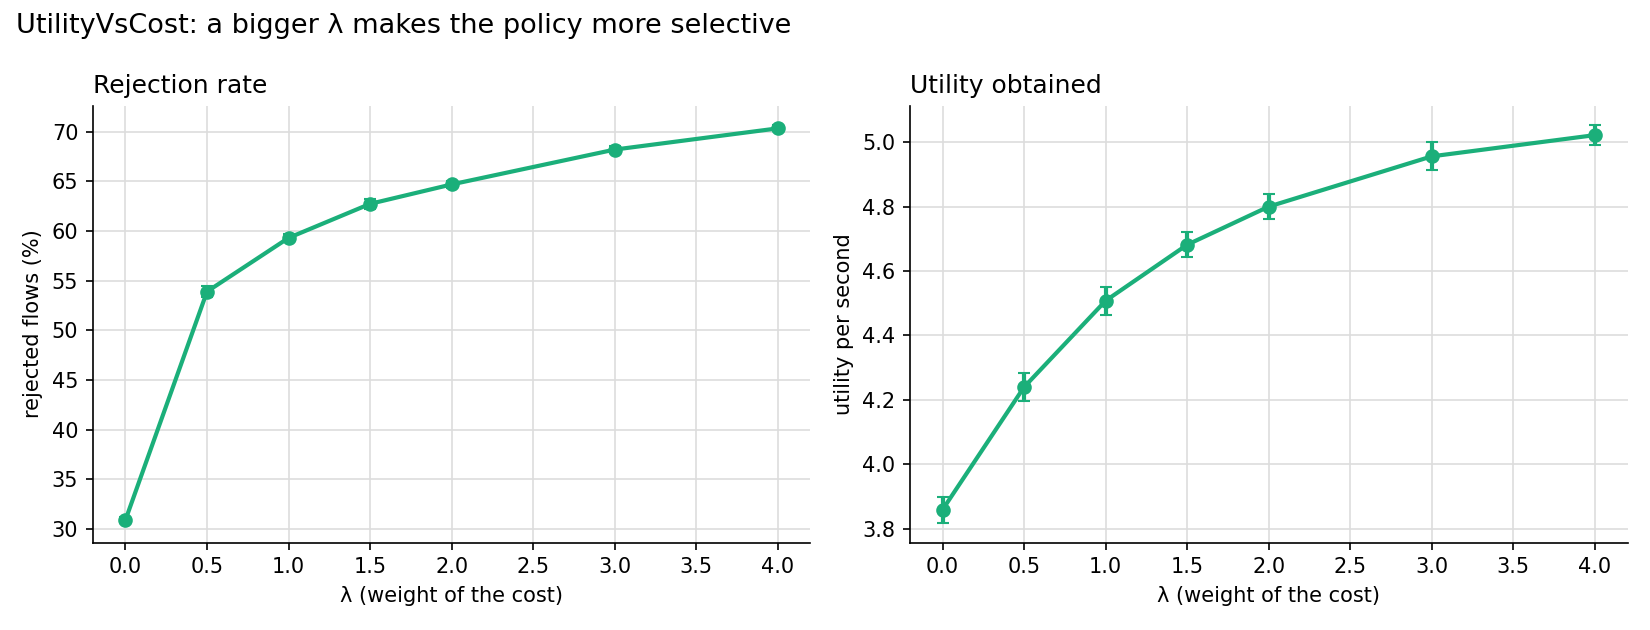 UtilityVsCost: a bigger λ makes the policy more selective
Rejection rate
rejected flows (%)
70
65
60
55
50
45
40
35
30
0.0 0.5 1.0 1.5 2.0 2.5 3.0 3.5 4.0
λ (weight of the cost)
Utility obtained
utility per second
5.0
4.8
4.6
4.4
4.2
4.0
3.8
0.0 0.5 1.0 1.5 2.0 2.5 3.0 3.5 4.0
λ (weight of the cost)